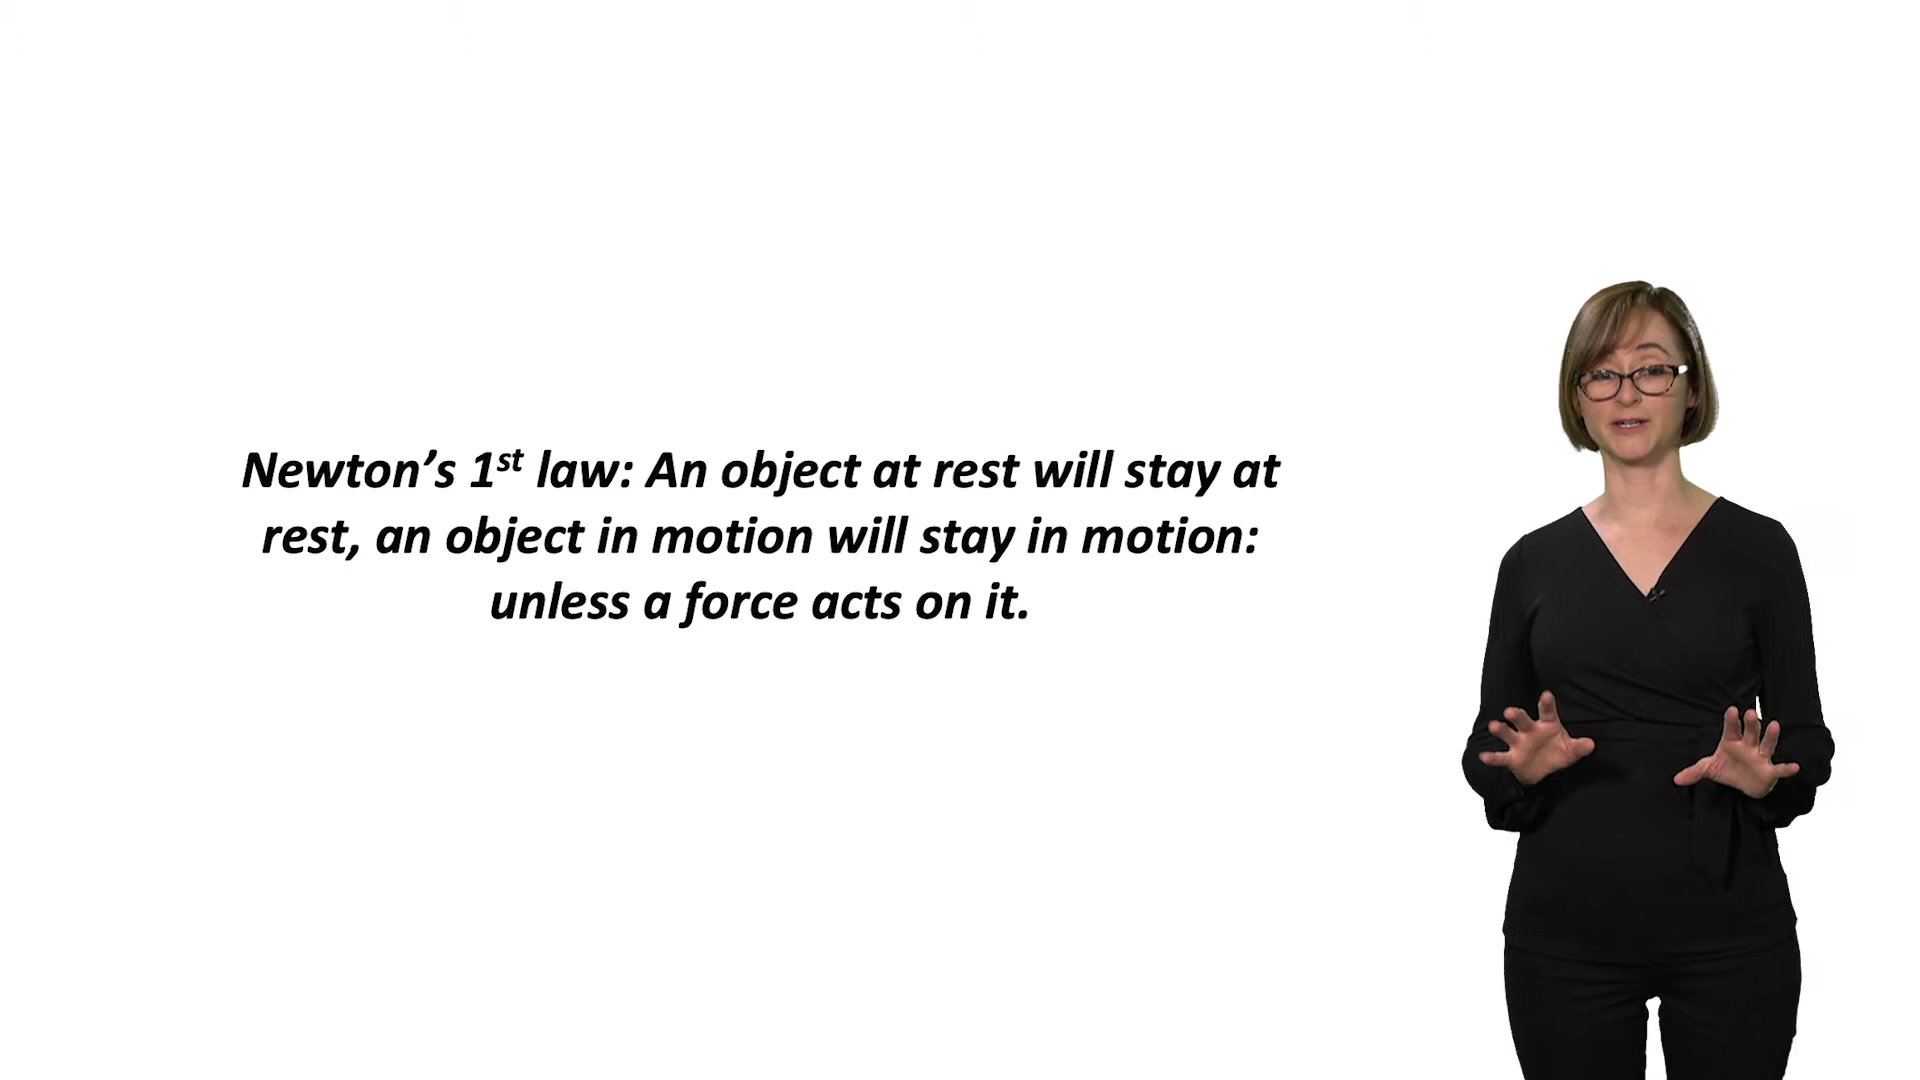 Newton’s 1st law: An object at rest will stay at
rest, an object in motion will stay in motion:
unless a force acts on it.